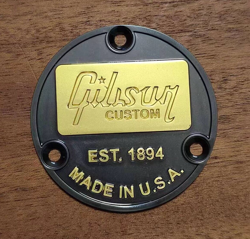 Gibson
CUSTOM
EST. 1894
MADE IN U.S.A.